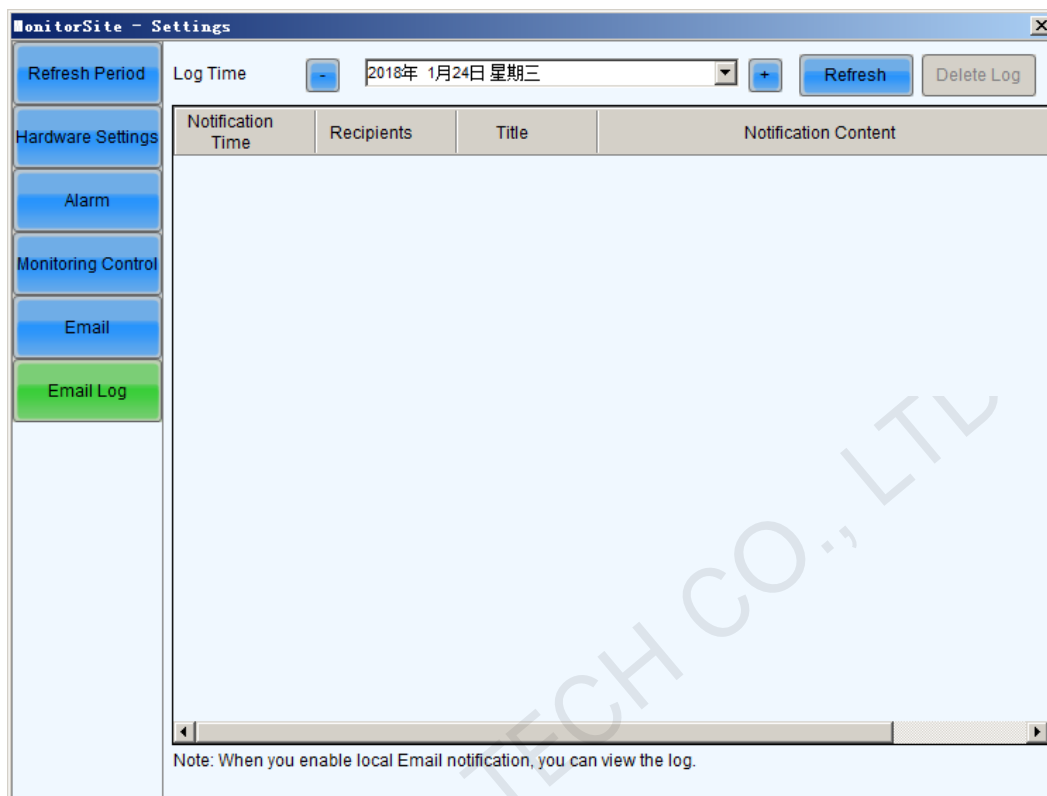 MonitorSite - Settings
Refresh Period
Log Time
-
2018年 1月24日 星期三
+
Refresh
Delete Log
Hardware Settings
Notification
Time
Recipients
Title
Notification Content
Alarm
Monitoring Control
Email
Email Log
Note: When you enable local Email notification, you can view the log.
TECH CO., LTD